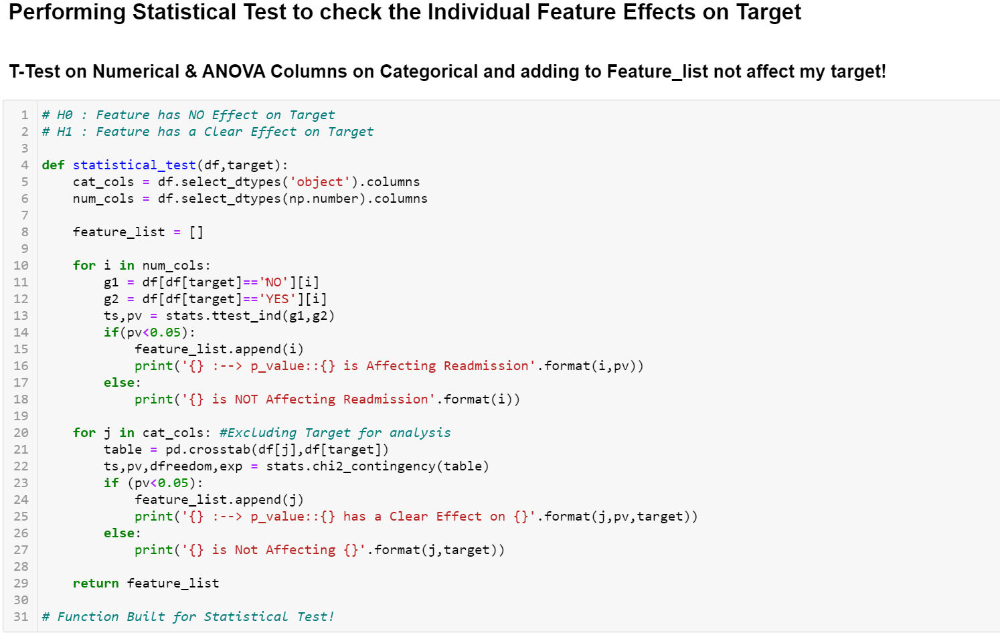 Performing Statistical Test to check the Individual Feature Effects on Target
T-Test on Numerical & ANOVA Columns on Categorical and adding to Feature_list not affect my target!
1 # H0 : Feature has NO Effect on Target
2 # H1 : Feature has a Clear Effect on Target
3
4 def statistical_test(df,target):
5     cat_cols = df.select_dtypes('object').columns
6     num_cols = df.select_dtypes(np.number).columns
7
8     feature_list = []
9
10     for i in num_cols:
11         g1 = df[df[target]=='NO'][i]
12         g2 = df[df[target]=='YES'][i]
13         ts,pv = stats.ttest_ind(g1,g2)
14         if(pv<0.05):
15             feature_list.append(i)
16             print('{} :--> p_value::{} is Affecting Readmission'.format(i,pv))
17         else:
18             print('{} is NOT Affecting Readmission'.format(i))
19
20     for j in cat_cols: #Excluding Target for analysis
21         table = pd.crosstab(df[j],df[target])
22         ts,pv,dfreedom,exp = stats.chi2_contingency(table)
23         if (pv<0.05):
24             feature_list.append(j)
25             print('{} :--> p_value::{} has a Clear Effect on {}'.format(j,pv,target))
26         else:
27             print('{} is Not Affecting {}'.format(j,target))
28
29     return feature_list
30
31 # Function Built for Statistical Test!